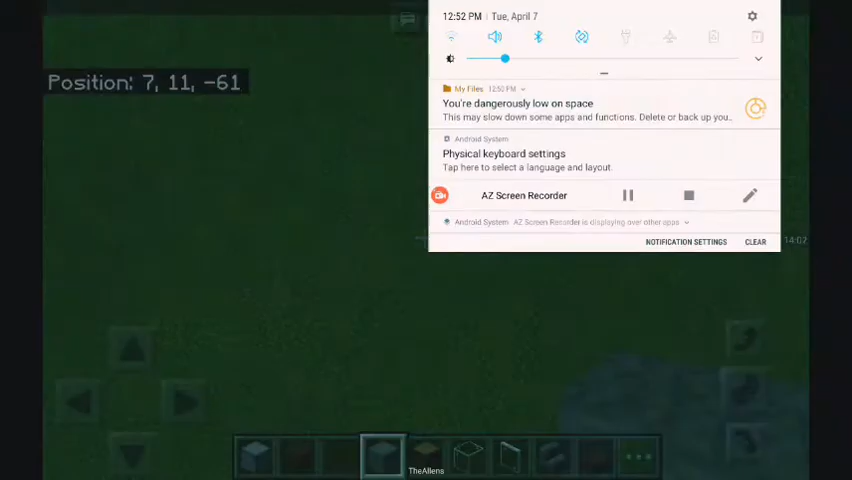 12:52 PM | Tue, April 7
Position: 7, 11, -61
My Files 12:50 PM
You're dangerously low on space
This may slow down some apps and functions. Delete or back up you...
Android System
Physical keyboard settings
Tap here to select a language and layout.
AZ Screen Recorder
Android System AZ Screen Recorder is displaying over other apps
NOTIFICATION SETTINGS CLEAR
14:02
TheAllens